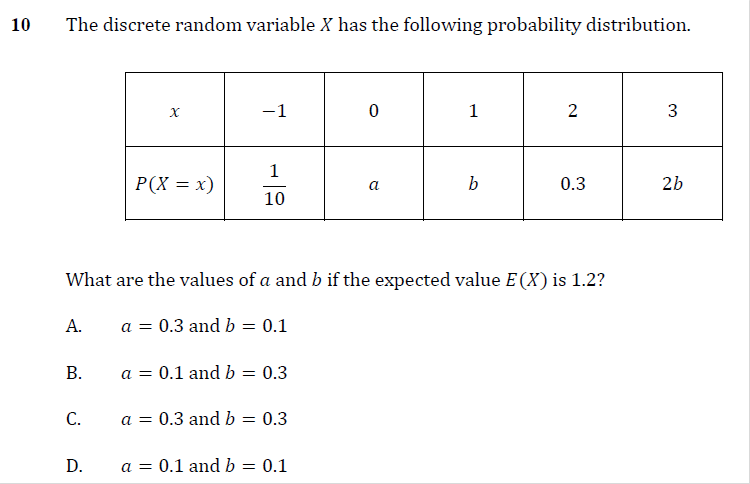 10 The discrete random variable X has the following probability distribution.
x −1 0 1 2 3
P(X = x) 1/10 a b 0.3 2b
What are the values of a and b if the expected value E(X) is 1.2?
A. a = 0.3 and b = 0.1
B. a = 0.1 and b = 0.3
C. a = 0.3 and b = 0.3
D. a = 0.1 and b = 0.1